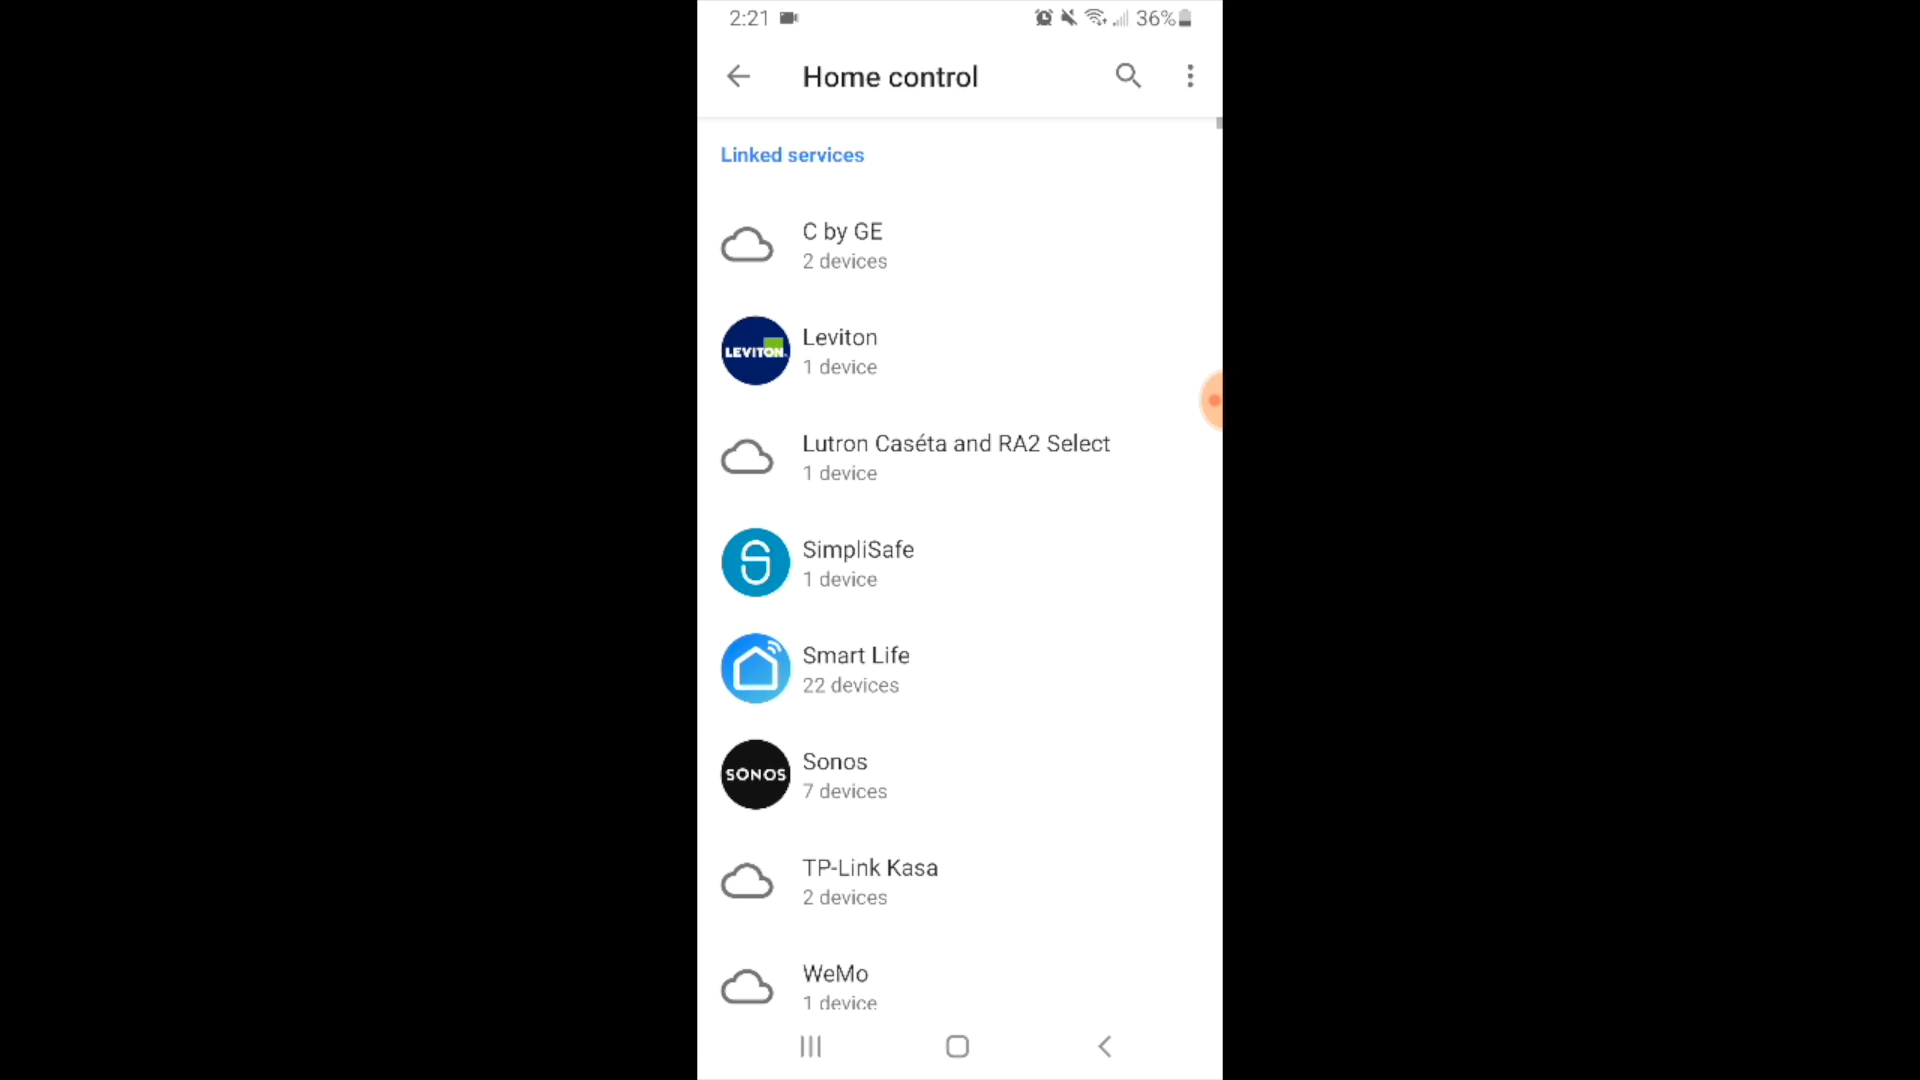 2:21 36%
Home control
Linked services
C by GE
2 devices
LEVITON
Leviton
1 device
Lutron Caséta and RA2 Select
1 device
SimpliSafe
1 device
Smart Life
22 devices
SONOS
Sonos
7 devices
TP-Link Kasa
2 devices
WeMo
1 device